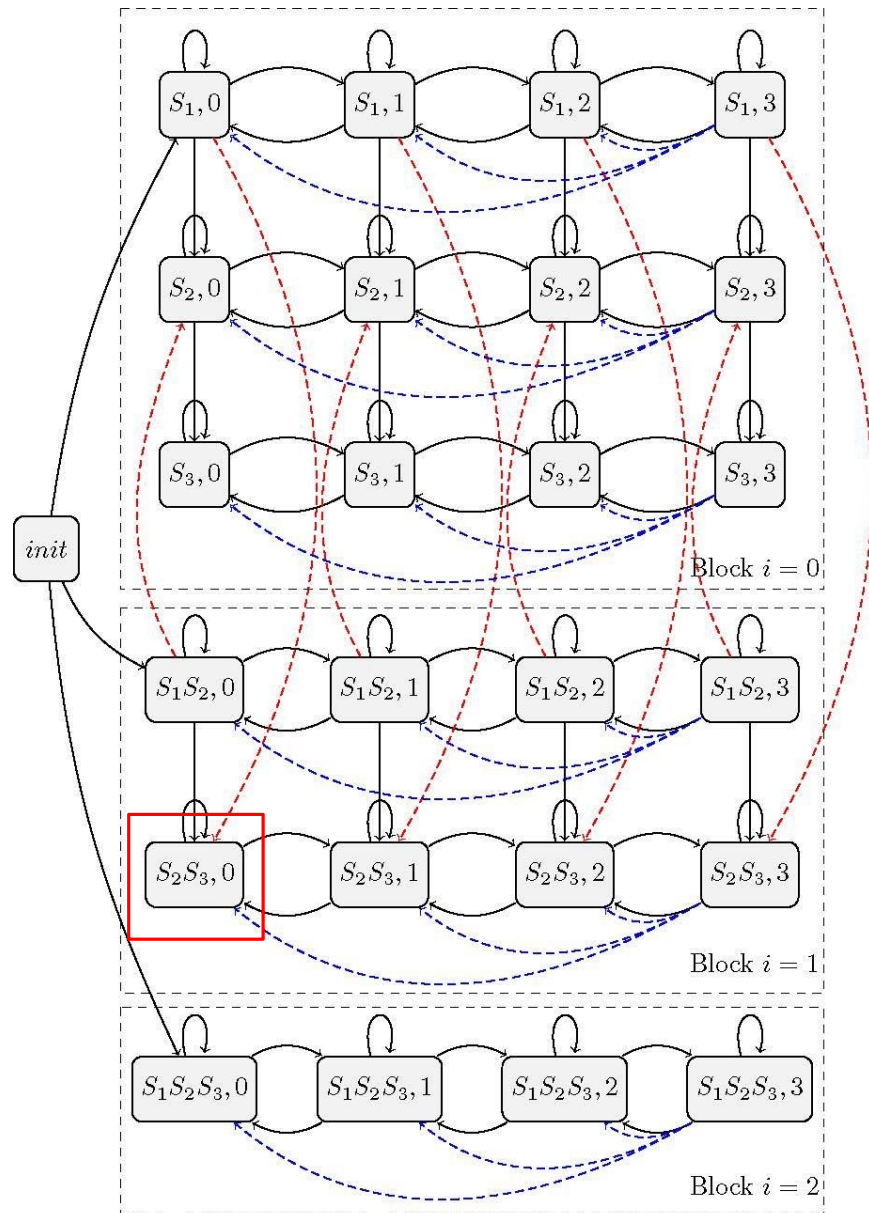 S₁, 0 S₁, 1 S₁, 2 S₁, 3
S₂, 0 S₂, 1 S₂, 2 S₂, 3
S₃, 0 S₃, 1 S₃, 2 S₃, 3
init
Block i = 0
S₁S₂, 0 S₁S₂, 1 S₁S₂, 2 S₁S₂, 3
S₂S₃, 0 S₂S₃, 1 S₂S₃, 2 S₂S₃, 3
Block i = 1
S₁S₂S₃, 0 S₁S₂S₃, 1 S₁S₂S₃, 2 S₁S₂S₃, 3
Block i = 2